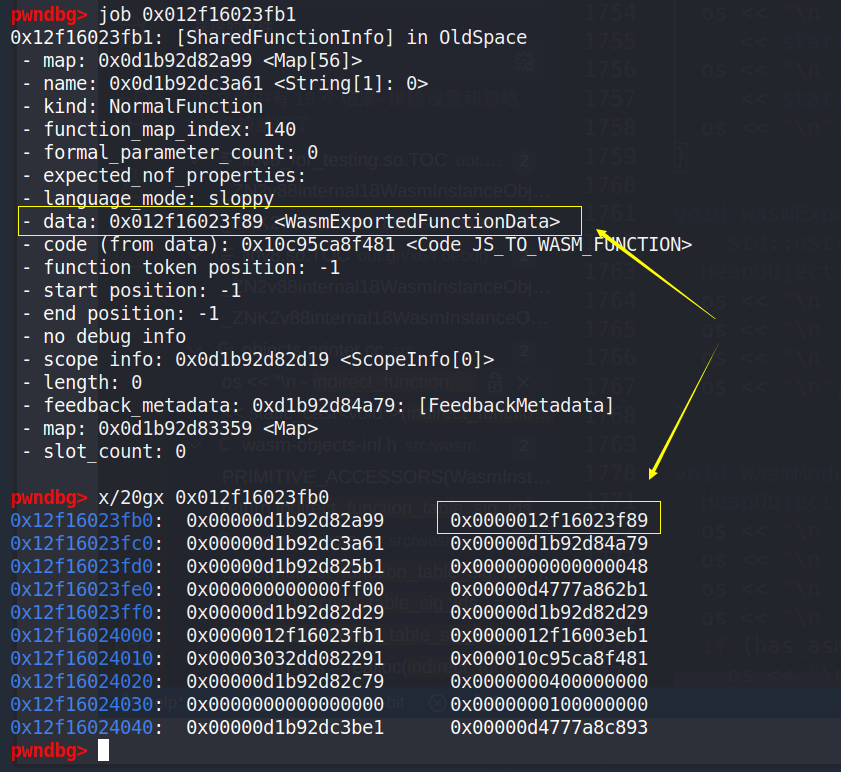 pwndbg> job 0x012f16023fb1
0x12f16023fb1: [SharedFunctionInfo] in OldSpace
- map: 0x0d1b92d82a99 <Map[56]>
- name: 0x0d1b92dc3a61 <String[1]: 0>
- kind: NormalFunction
- function_map_index: 140
- formal_parameter_count: 0
- expected_nof_properties:
- language_mode: sloppy
- data: 0x012f16023f89 <WasmExportedFunctionData>
- code (from data): 0x10c95ca8f481 <Code JS_TO_WASM_FUNCTION>
- function token position: -1
- start position: -1
- end position: -1
- no debug info
- scope info: 0x0d1b92d82d19 <ScopeInfo[0]>
- length: 0
- feedback_metadata: 0xd1b92d84a79: [FeedbackMetadata]
- map: 0x0d1b92d83359 <Map>
- slot_count: 0
pwndbg> x/20gx 0x012f16023fb0
0x12f16023fb0: 0x00000d1b92d82a99 0x0000012f16023f89
0x12f16023fc0: 0x00000d1b92dc3a61 0x00000d1b92d84a79
0x12f16023fd0: 0x00000d1b92d825b1 0x0000000000000048
0x12f16023fe0: 0x000000000000ff00 0x00000d4777a862b1
0x12f16023ff0: 0x00000d1b92d82d29 0x00000d1b92d82d29
0x12f16024000: 0x0000012f16023fb1 0x0000012f16003eb1
0x12f16024010: 0x00003032dd082291 0x000010c95ca8f481
0x12f16024020: 0x00000d1b92d82c79 0x0000000400000000
0x12f16024030: 0x0000000000000000 0x0000000100000000
0x12f16024040: 0x00000d1b92dc3be1 0x00000d4777a8c893
pwndbg>